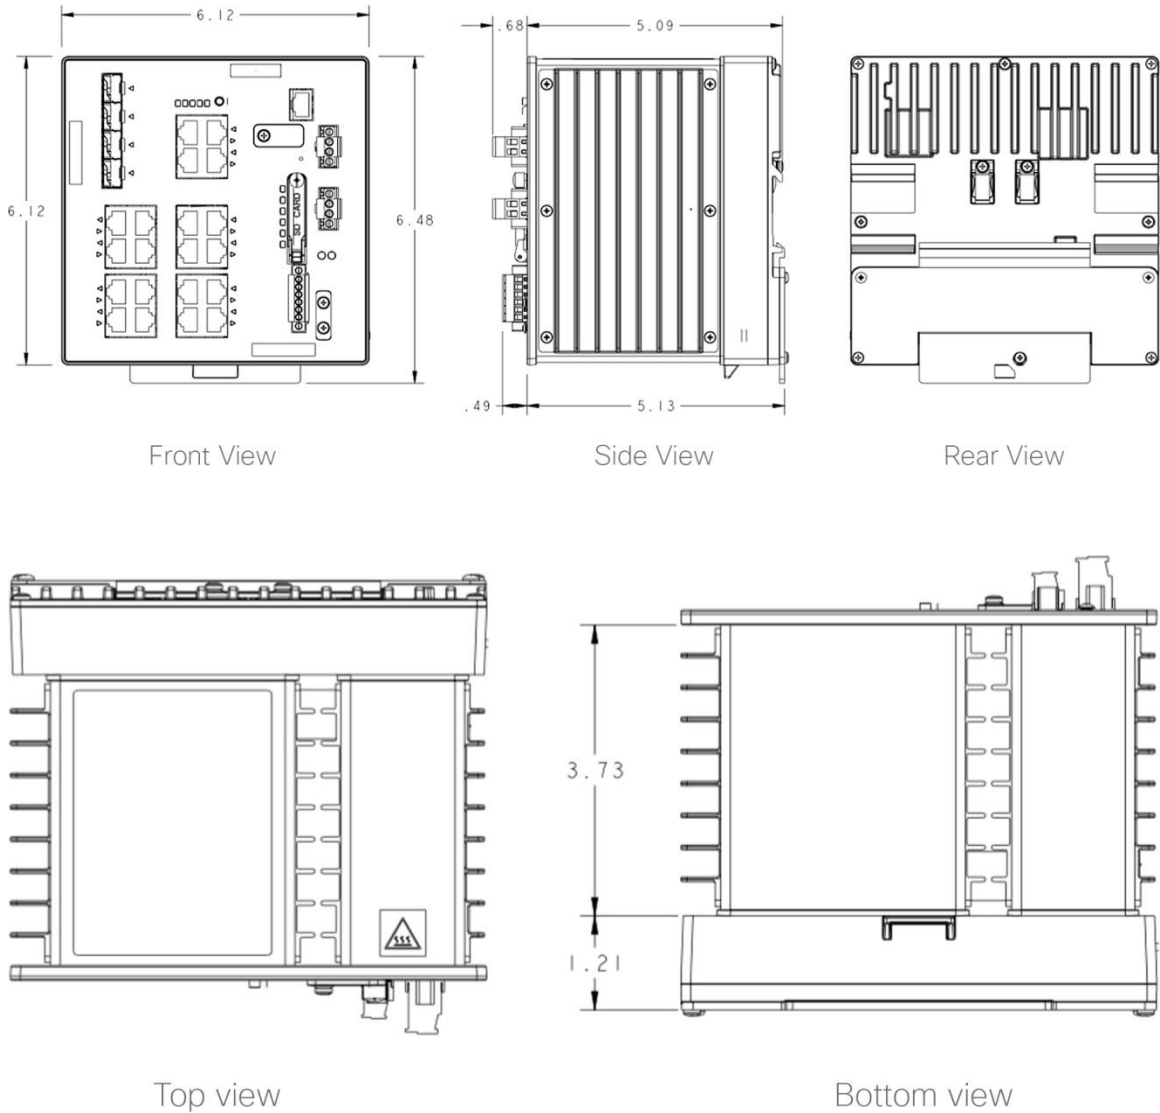 6.12
.68
5.09
6.12
6.48
SD CARD
.49
5.13
Front View
Side View
Rear View
3.73
1.21
Top view
Bottom view